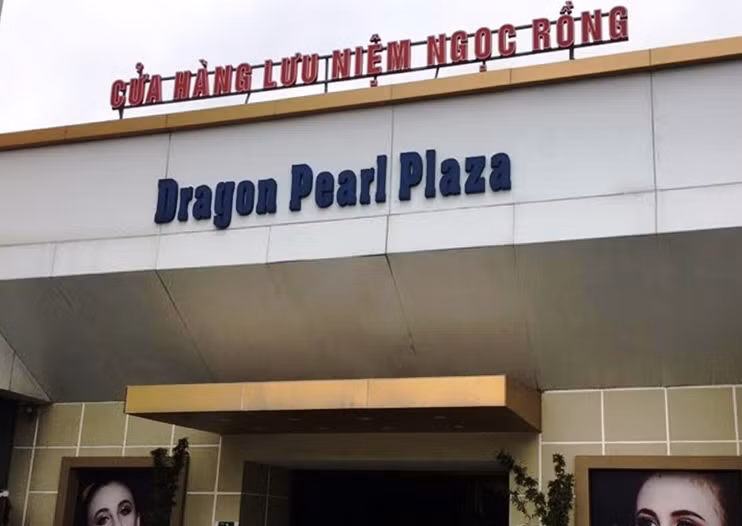 CỬA HÀNG LƯU NIỆM NGỌC RỒNG
Dragon Pearl Plaza